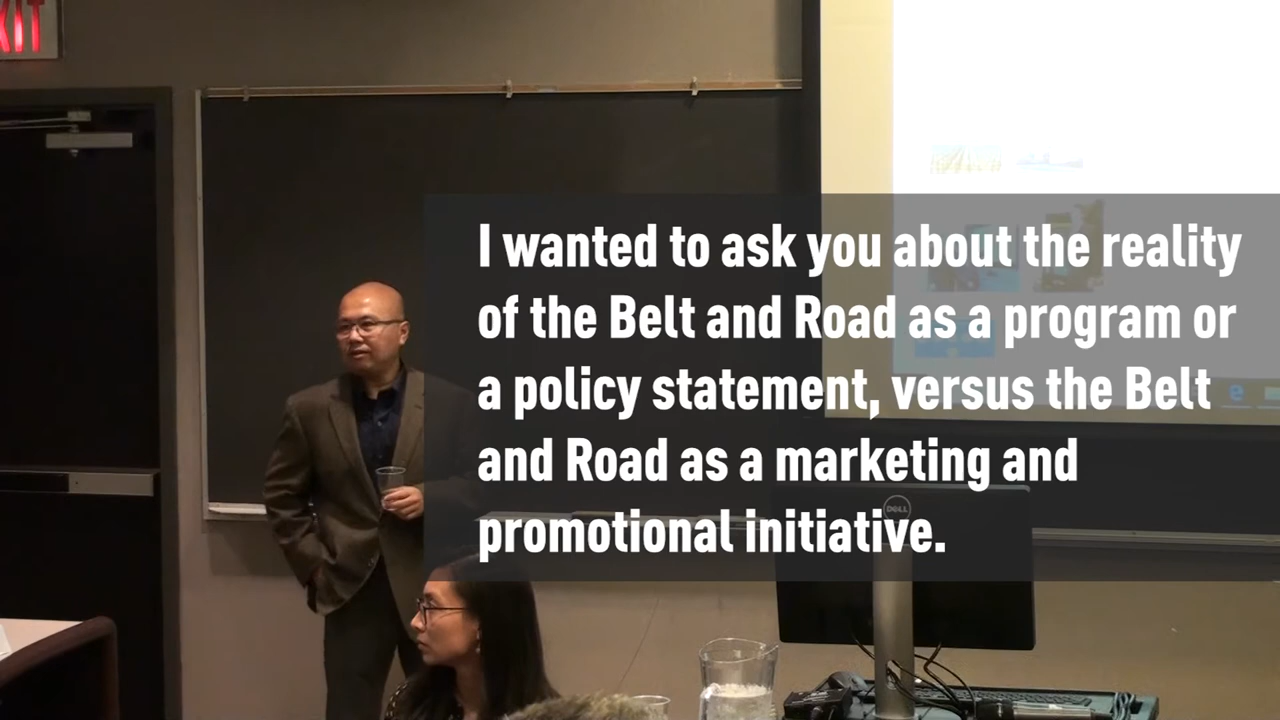 XIT
I wanted to ask you about the reality
of the Belt and Road as a program or
a policy statement, versus the Belt
and Road as a marketing and
promotional initiative.
DELL